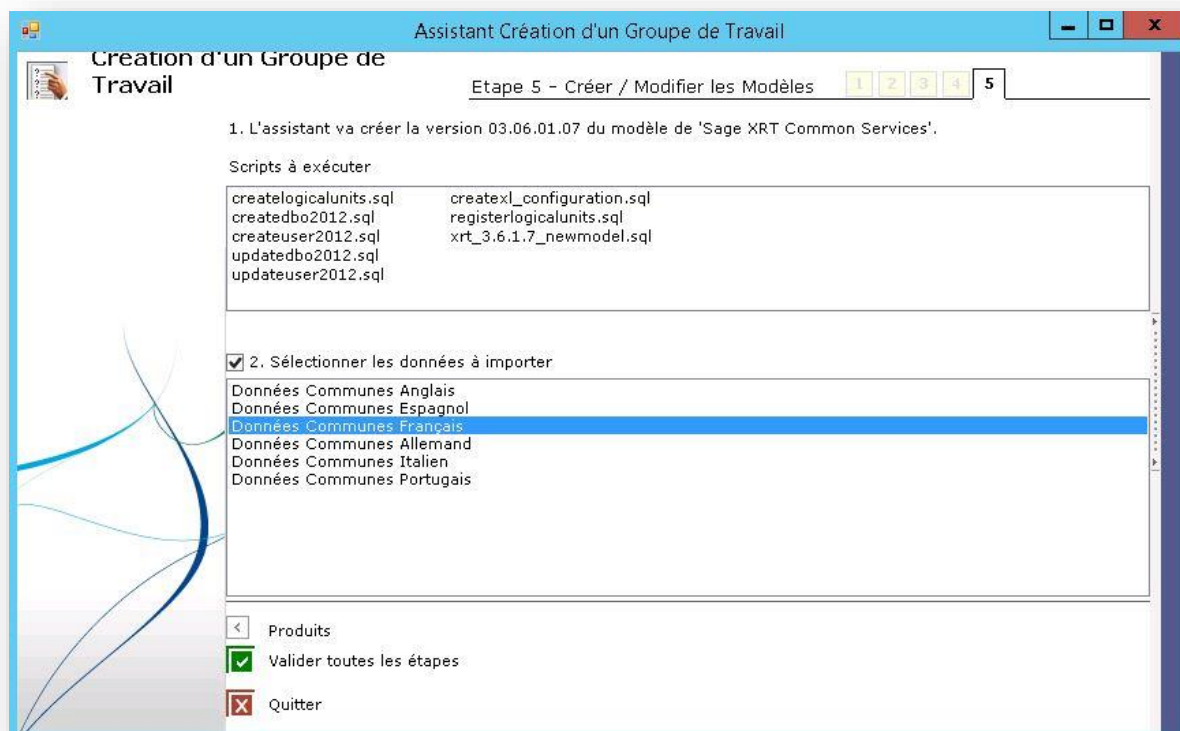 Assistant Création d'un Groupe de Travail
Création d'un Groupe de
Travail
Etape 5 - Créer / Modifier les Modèles 1 2 3 4 5
1. L'assistant va créer la version 03.06.01.07 du modèle de 'Sage XRT Common Services'.
Scripts à exécuter
createlogicalunits.sql createxl_configuration.sql
createdbo2012.sql registerlogicalunits.sql
createuser2012.sql xrt_3.6.1.7_newmodel.sql
updatedbo2012.sql
updateuser2012.sql
2. Sélectionner les données à importer
Données Communes Anglais
Données Communes Espagnol
Données Communes Français
Données Communes Allemand
Données Communes Italien
Données Communes Portugais
Produits
Valider toutes les étapes
Quitter